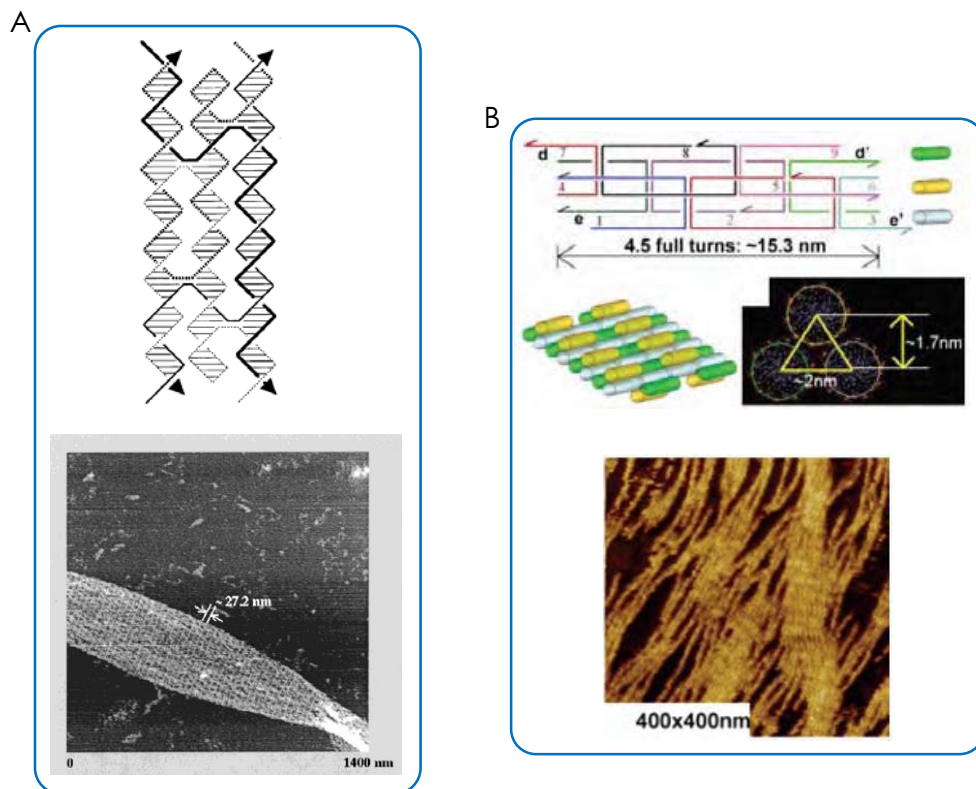 A
~ 27.2 nm
0 1400 nm
B
d 7 8 9 d'
4 5 6
e 1 2 3 e'
4.5 full turns: ~15.3 nm
~1.7nm
~2nm
400x400nm